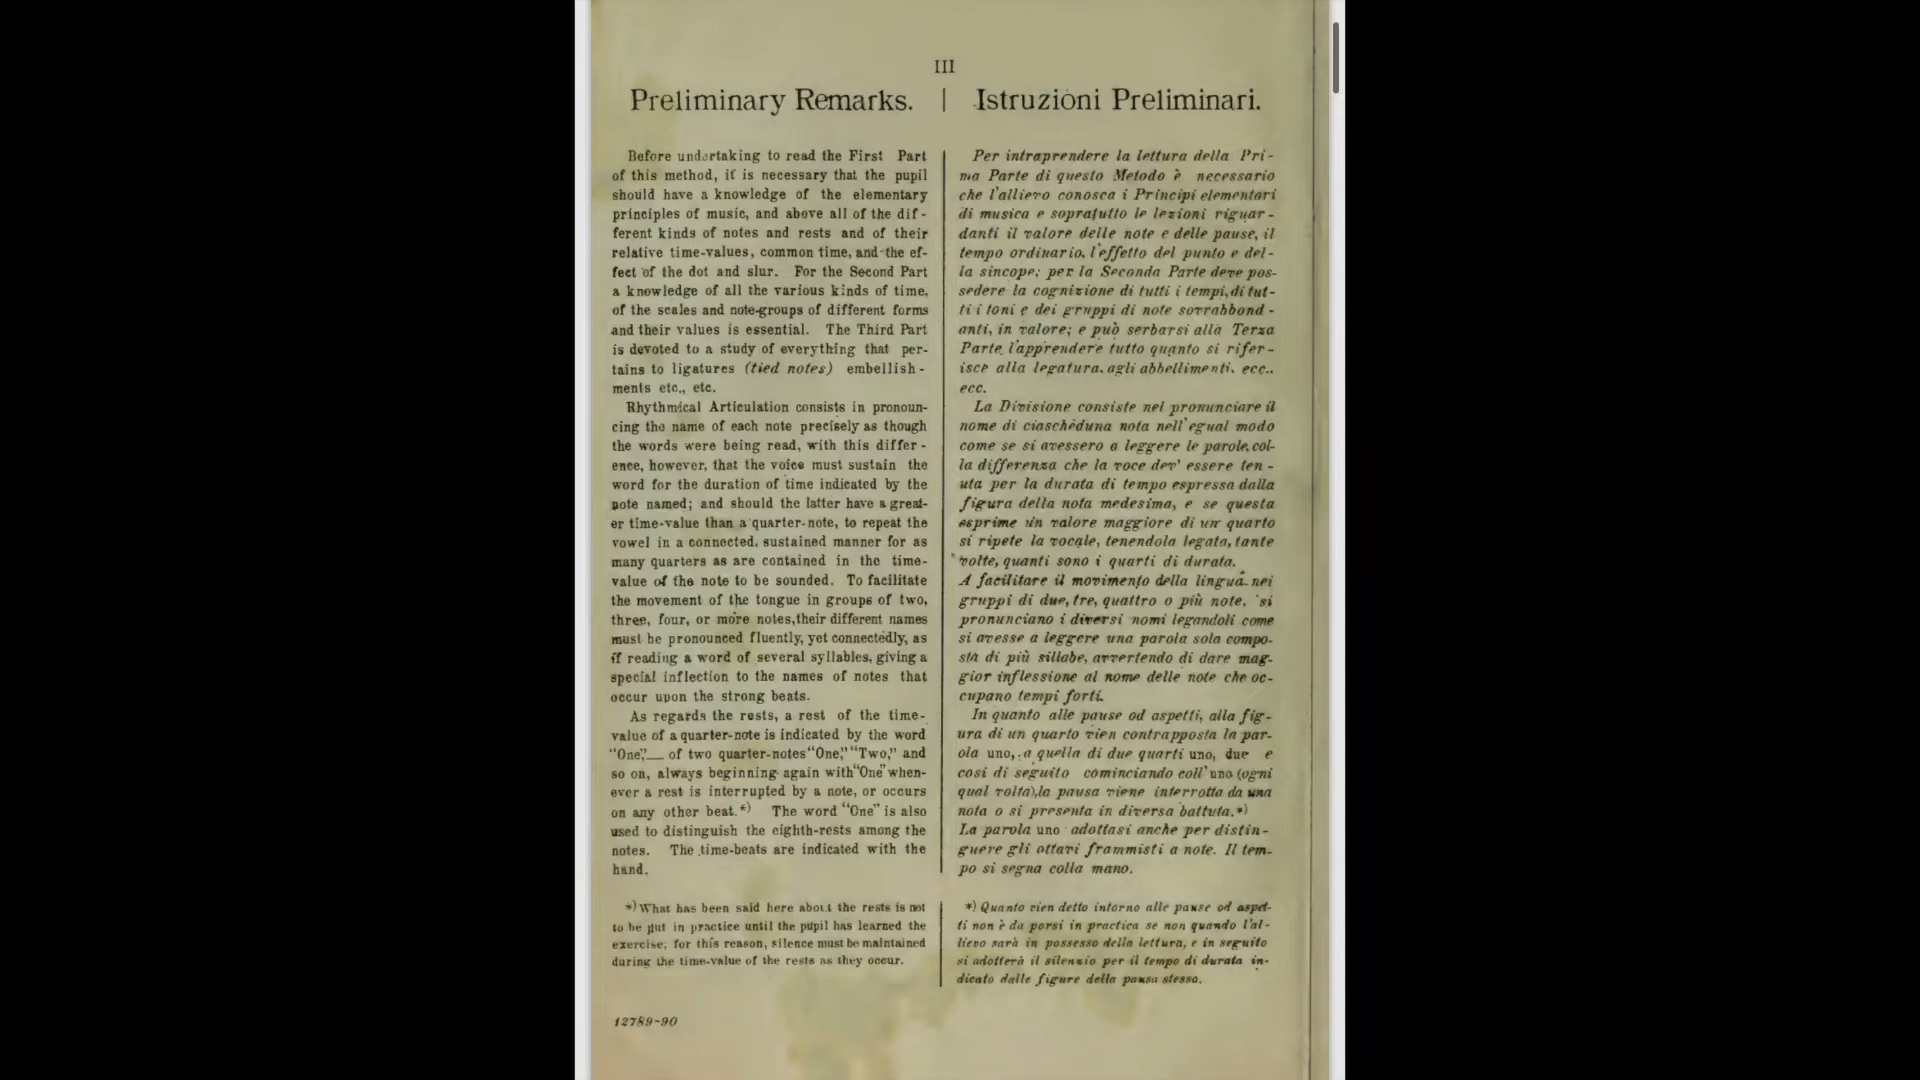 III
Preliminary Remarks.
Before undertaking to read the First Part
of this method, it is necessary that the pupil
should have a knowledge of the elementary
principles of music, and above all of the dif-
ferent kinds of notes and rests and of their
relative time-values, common time, and the ef-
fect of the dot and slur. For the Second Part
a knowledge of all the various kinds of time,
of the scales and note-groups of different forms
and their values is essential. The Third Part
is devoted to a study of everything that per-
tains to ligatures (tied notes) embellish-
ments etc., etc.
Rhythmical Articulation consists in pronoun-
cing the name of each note precisely as though
the words were being read, with this differ-
ence, however, that the voice must sustain the
word for the duration of time indicated by the
note named; and should the latter have a great-
er time-value than a quarter-note, to repeat the
vowel in a connected, sustained manner for as
many quarters as are contained in the time-
value of the note to be sounded. To facilitate
the movement of the tongue in groups of two,
three, four, or more notes, their different names
must be pronounced fluently, yet connectedly, as
if reading a word of several syllables, giving a
special inflection to the names of notes that
occur upon the strong beats.
As regards the rests, a rest of the time-
value of a quarter-note is indicated by the word
"One",— of two quarter-notes "One," "Two," and
so on, always beginning again with "One" when-
ever a rest is interrupted by a note, or occurs
on any other beat.*) The word "One" is also
used to distinguish the eighth-rests among the
notes. The time-beats are indicated with the
hand.
*) What has been said here about the rests is not
to be put in practice until the pupil has learned the
exercise; for this reason, silence must be maintained
during the time-value of the rests as they occur.
12789-90
Istruzioni Preliminari.
Per intraprendere la lettura della Pri-
ma Parte di questo Metodo è necessario
che l'allievo conosca i Principi elementari
di musica e sopratutto le lezioni riguar-
danti il valore delle note e delle pause, il
tempo ordinario, l'effetto del punto e del-
la sincope; per la Seconda Parte deve pos-
sedere la cognizione di tutti i tempi, di tut-
ti i toni e dei gruppi di note sovrabbond-
anti, in valore; e può serbarsi alla Terza
Parte l'apprendere tutto quanto si rifer-
isce alla legatura, agli abbellimenti, ecc.,
ecc.
La Divisione consiste nel pronunciare il
nome di ciascheduna nota nell'egual modo
come se si avessero a leggere le parole, col-
la differenza che la voce dev' essere ten-
uta per la durata di tempo espressa dalla
figura della nota medesima, e se questa
esprime un valore maggiore di un quarto
si ripete la vocale, tenendola legata, tante
volte, quanti sono i quarti di durata.
A facilitare il movimento della lingua nei
gruppi di due, tre, quattro o più note, si
pronunciano i diversi nomi legandoli come
si avesse a leggere una parola sola compo-
sta di più sillabe, avvertendo di dare mag-
gior inflessione al nome delle note che oc-
cupano tempi forti.
In quanto alle pause od aspetti, alla fig-
ura di un quarto vien contrapposta la par-
ola uno, a quella di due quarti uno, due e
cosi di seguito cominciando coll' uno (ogni
qual volta), la pausa viene interrotta da una
nota o si presenta in diversa battuta.*)
La parola uno adottasi anche per distin-
guere gli ottavi frammisti a note. Il tem-
po si segna colla mano.
*) Quanto vien detto intorno alle pause od aspet-
ti non è da porsi in practica se non quando l'al-
lievo sarà in possesso della lettura, e in seguito
si adotterà il silenzio per il tempo di durata in-
dicato dalle figure della pausa stessa.